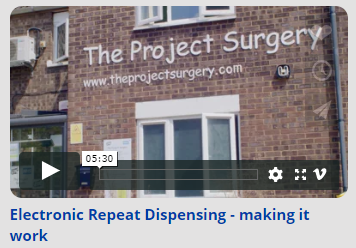 The Project Surgery
www.theprojectsurgery.com
05:30
Electronic Repeat Dispensing - making it
work